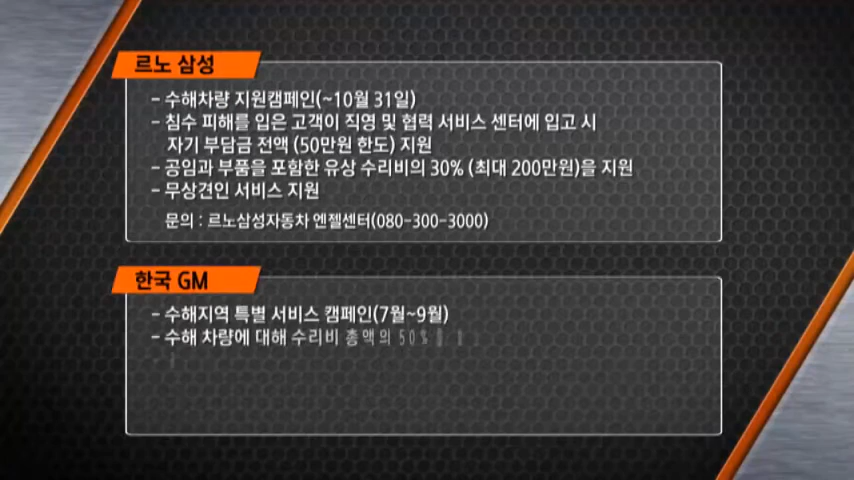 르노 삼성
- 수해차량 지원캠페인(~10월 31일)
- 침수 피해를 입은 고객이 직영 및 협력 서비스 센터에 입고 시
자기 부담금 전액 (50만원 한도) 지원
- 공임과 부품을 포함한 유상 수리비의 30% (최대 200만원)을 지원
- 무상견인 서비스 지원
문의 : 르노삼성자동차 엔젤센터(080-300-3000)
한국 GM
- 수해지역 특별 서비스 캠페인(7월~9월)
- 수해 차량에 대해 수리비 총액의 50%